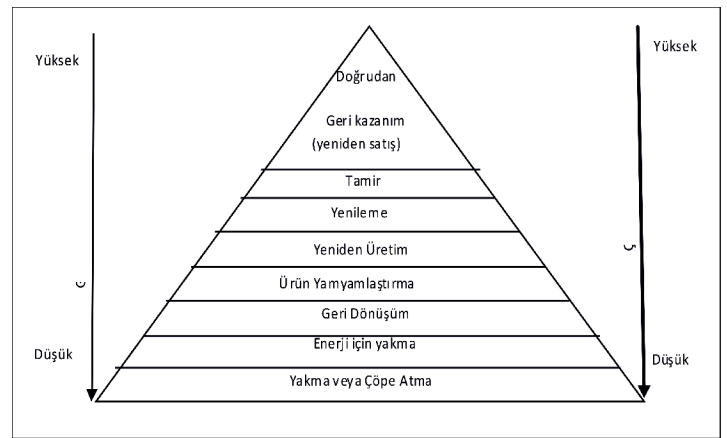 Yüksek
Yüksek
Doğrudan
Geri kazanım
(yeniden satış)
Tamir
Yenileme
Yeniden Üretim
Ürün Yamyamlaştırma
Geri Dönüşüm
Enerji için yakma
Düşük
Düşük
Yakma veya Çöpe Atma